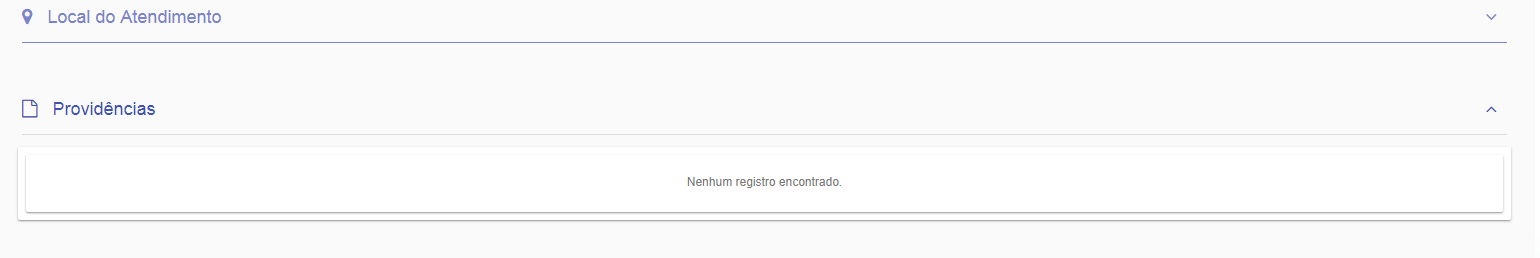 Local do Atendimento
Providências
Nenhum registro encontrado.